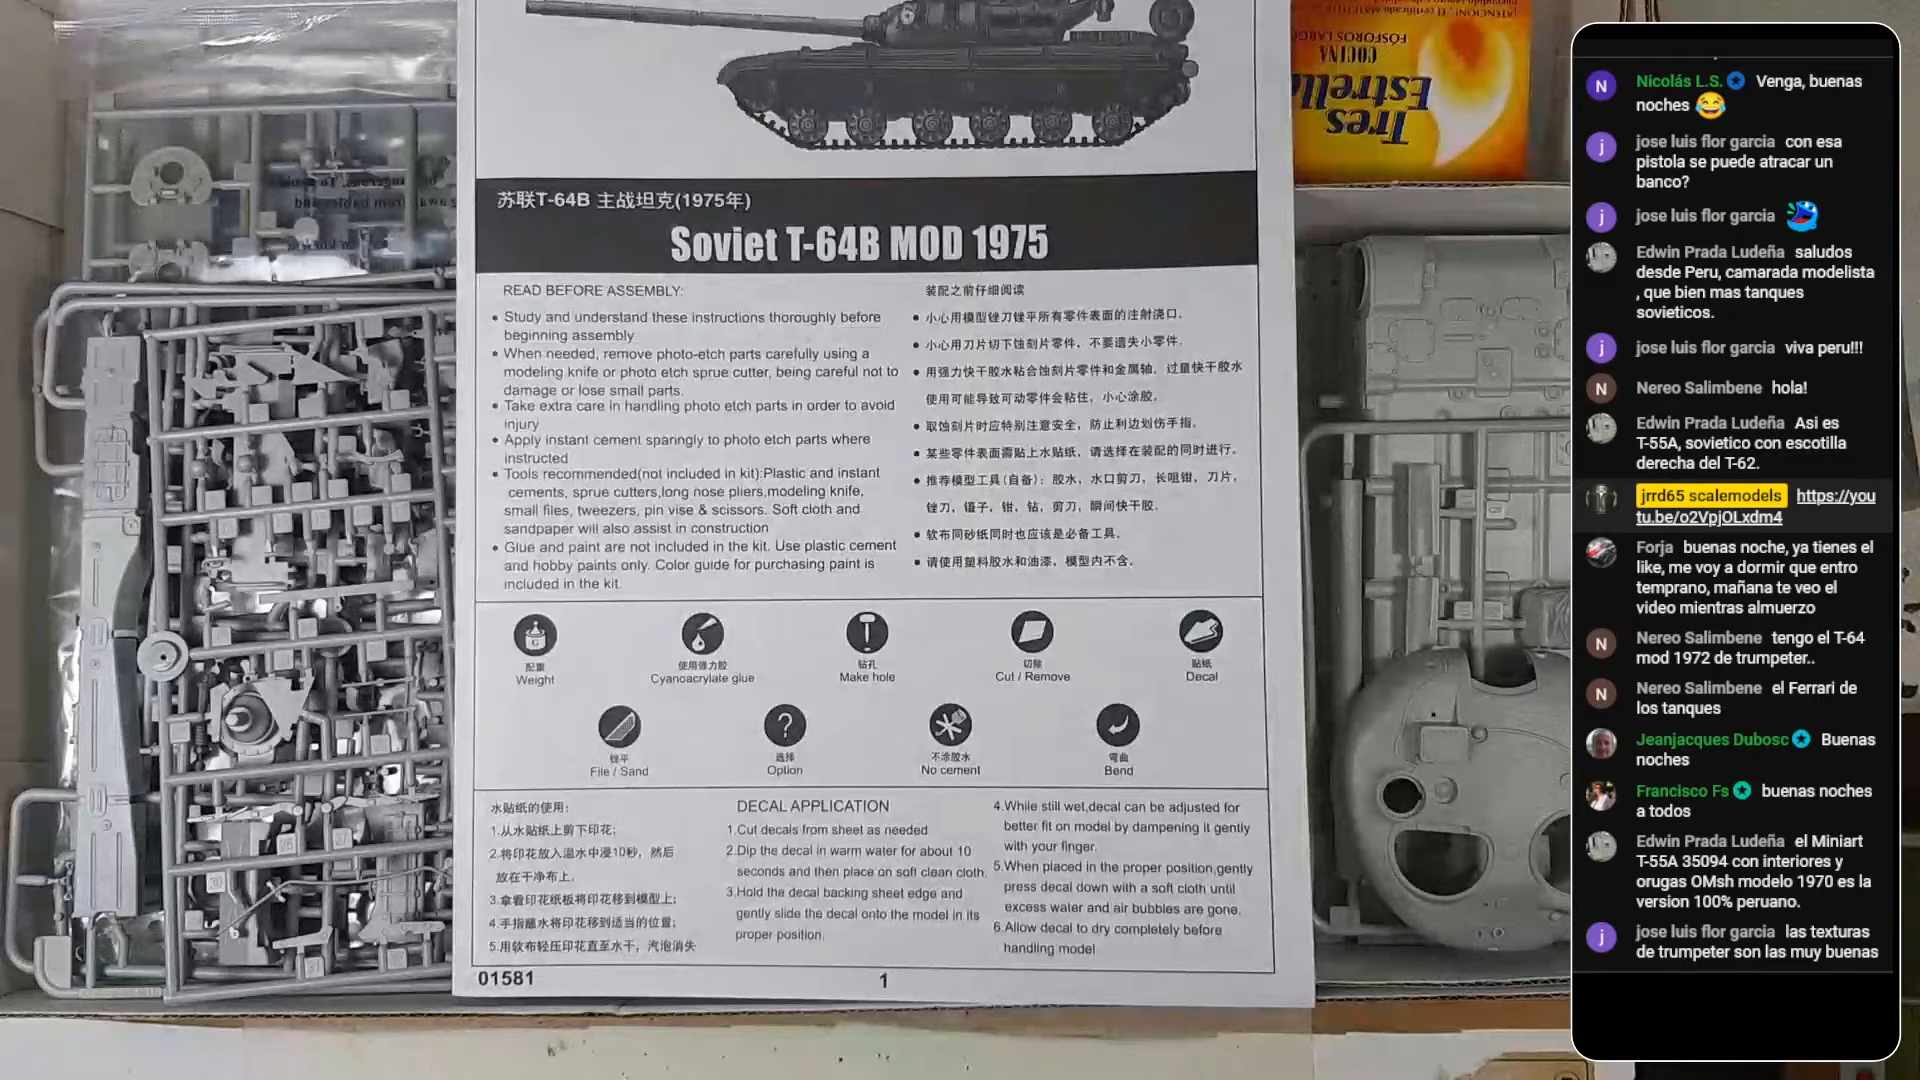 苏联T-64B 主战坦克(1975年)
Soviet T-64B MOD 1975
READ BEFORE ASSEMBLY:
• Study and understand these instructions thoroughly before
beginning assembly
• When needed, remove photo-etch parts carefully using a
modeling knife or photo etch sprue cutter, being careful not to
damage or lose small parts.
• Take extra care in handling photo etch parts in order to avoid
injury
• Apply instant cement sparingly to photo etch parts where
instructed
• Tools recommended(not included in kit):Plastic and instant
cements, sprue cutters,long nose pliers,modeling knife,
small files, tweezers, pin vise & scissors. Soft cloth and
sandpaper will also assist in construction
• Glue and paint are not included in the kit. Use plastic cement
and hobby paints only. Color guide for purchasing paint is
included in the kit.
装配之前仔细阅读
• 小心用模型锉刀锉平所有零件表面的注射浇口.
• 小心用刀片切下蚀刻片零件，不要遗失小零件.
• 用强力快干胶水粘合蚀刻片零件和金属轴. 过量快干胶水
使用可能导致可动零件会粘住，小心涂胶.
• 取蚀刻片时应特别注意安全，防止利边划伤手指.
• 某些零件表面需贴上水贴纸，请选择在装配的同时进行.
• 推荐模型工具(自备)：胶水，水口剪刀，长咀钳，刀片，
锉刀，镊子，钳，钻，剪刀，瞬间快干胶.
• 软布同砂纸同时也应该是必备工具.
• 请使用塑料胶水和油漆，模型内不含.
配重
Weight
使用强力胶
Cyanoacrylate glue
钻孔
Make hole
切除
Cut / Remove
贴纸
Decal
锉平
File / Sand
选择
Option
不涂胶水
No cement
弯曲
Bend
水贴纸的使用:
1.从水贴纸上剪下印花;
2.将印花放入温水中浸10秒，然后
放在干净布上.
3.拿着印花纸板将印花移到模型上;
4.手指蘸水将印花移到适当的位置;
5.用软布轻压印花直至水干，汽泡消失
DECAL APPLICATION
1.Cut decals from sheet as needed
2.Dip the decal in warm water for about 10
seconds and then place on soft clean cloth.
3.Hold the decal backing sheet edge and
gently slide the decal onto the model in its
proper position.
4.While still wet,decal can be adjusted for
better fit on model by dampening it gently
with your finger.
5.When placed in the proper position,gently
press decal down with a soft cloth until
excess water and air bubbles are gone.
6.Allow decal to dry completely before
handling model
01581
1
FÓSFOROS LARGOS
COCINA
Tres
Estrellas
N Nicolás L.S. Venga, buenas
noches 😂
j jose luis flor garcia con esa
pistola se puede atracar un
banco?
j jose luis flor garcia
Edwin Prada Ludeña saludos
desde Peru, camarada modelista
, que bien mas tanques
sovieticos.
j jose luis flor garcia viva peru!!!
N Nereo Salimbene hola!
Edwin Prada Ludeña Asi es
T-55A, sovietico con escotilla
derecha del T-62.
jrrd65 scalemodels https://you
tu.be/o2VpjOLxdm4
Forja buenas noche, ya tienes el
like, me voy a dormir que entro
temprano, mañana te veo el
video mientras almuerzo
N Nereo Salimbene tengo el T-64
mod 1972 de trumpeter..
N Nereo Salimbene el Ferrari de
los tanques
Jeanjacques Dubosc Buenas
noches
Francisco Fs buenas noches
a todos
Edwin Prada Ludeña el Miniart
T-55A 35094 con interiores y
orugas OMsh modelo 1970 es la
version 100% peruano.
j jose luis flor garcia las texturas
de trumpeter son las muy buenas